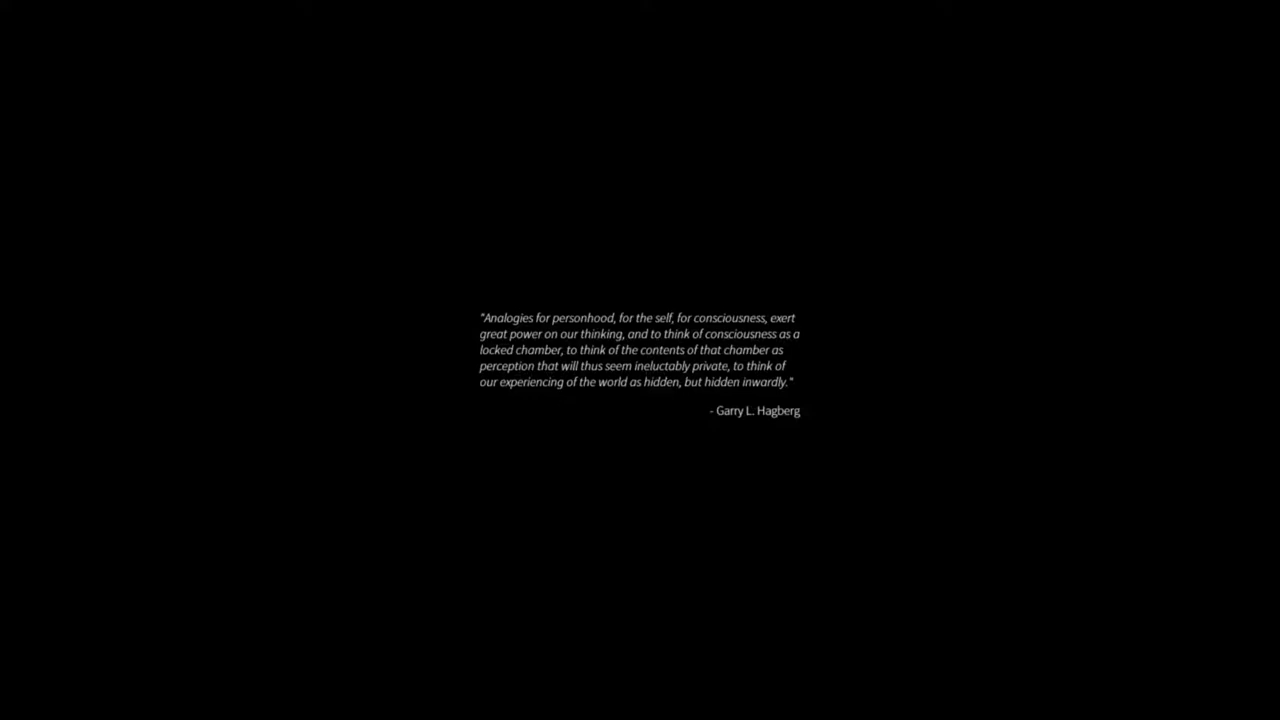 "Analogies for personhood, for the self, for consciousness, exert
great power on our thinking, and to think of consciousness as a
locked chamber, to think of the contents of that chamber as
perception that will thus seem ineluctably private, to think of
our experiencing of the world as hidden, but hidden inwardly."
- Garry L. Hagberg